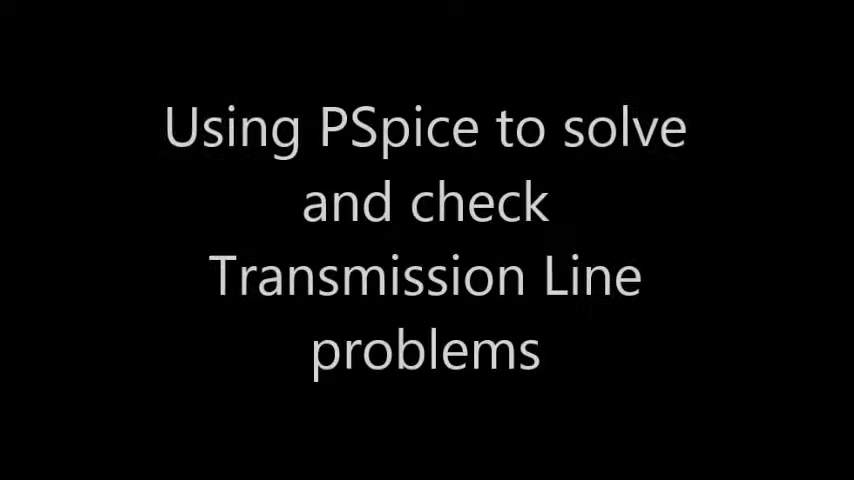 Using PSpice to solve
and check
Transmission Line
problems